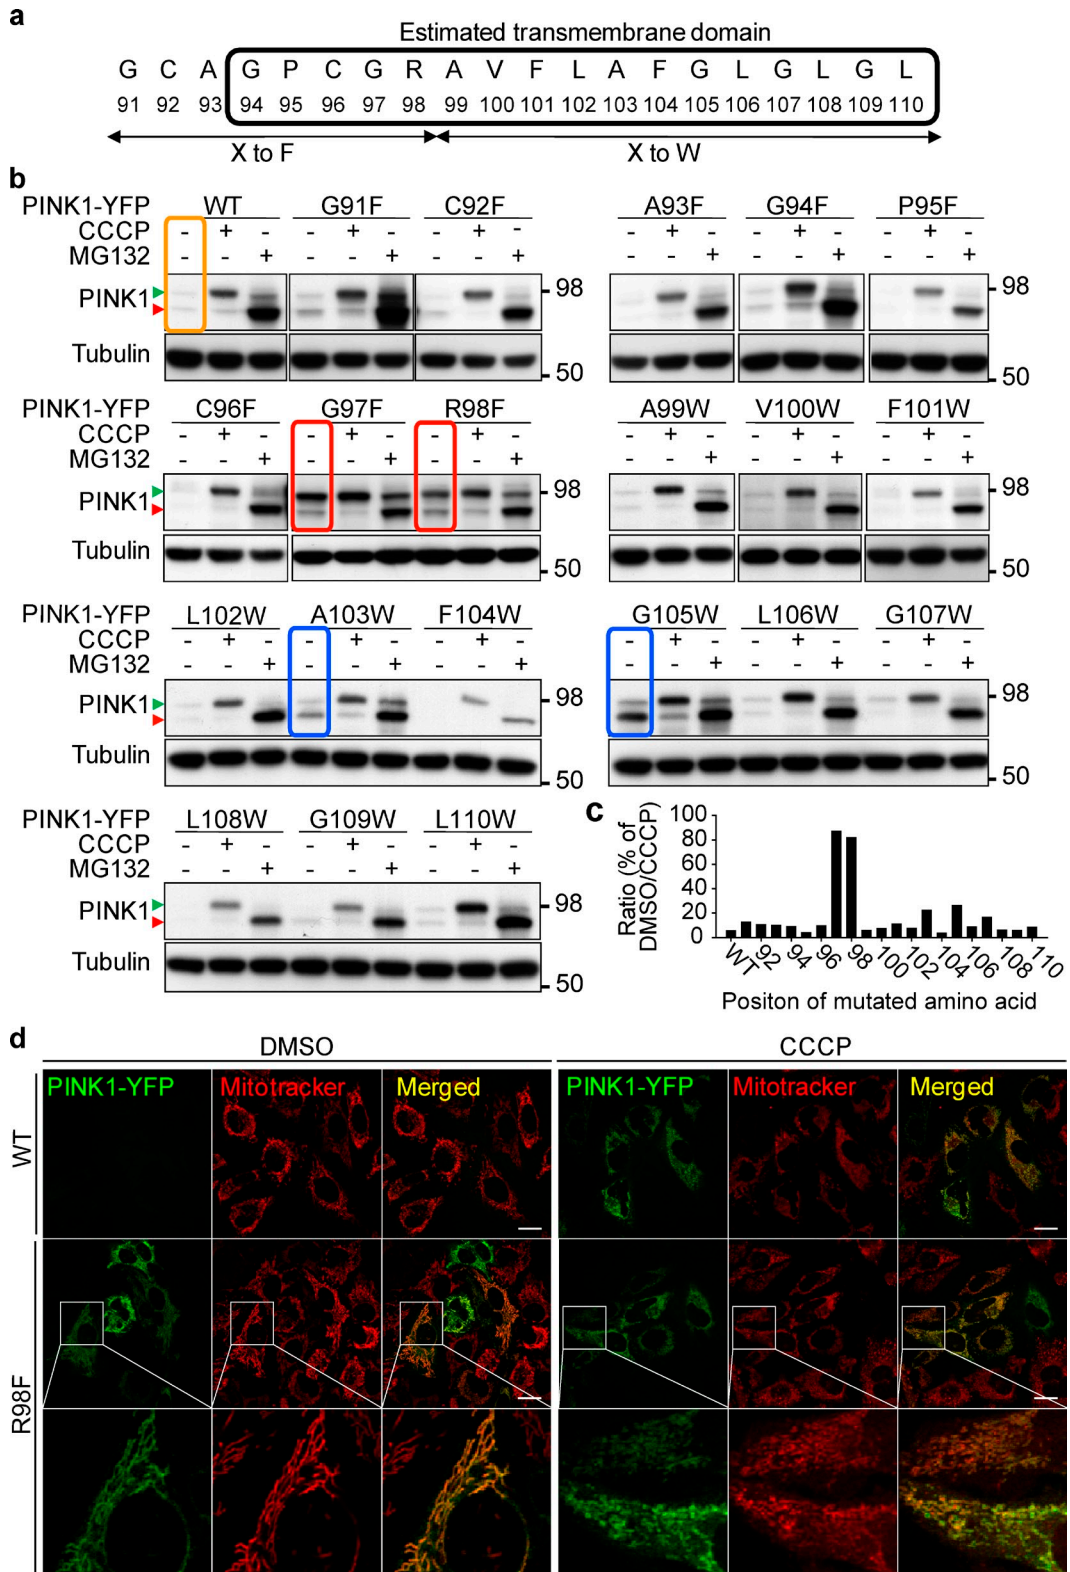 a
Estimated transmembrane domain
G C A G P C G R A V F L A F G L G L G L
91 92 93 94 95 96 97 98 99 100 101 102 103 104 105 106 107 108 109 110
X to F X to W
b
PINK1-YFP WT G91F C92F A93F G94F P95F
CCCP - + - - + - - + - - + - - + - - + -
MG132 - - + - - + - - + - - + - - + - - +
PINK1 98 98
Tubulin 50 50
PINK1-YFP C96F G97F R98F A99W V100W F101W
CCCP - + - - + - - + - - + - - + - - + -
MG132 - - + - - + - - + - - + - - + - - +
PINK1 98 98
Tubulin 50 50
PINK1-YFP L102W A103W F104W G105W L106W G107W
CCCP - + - - + - - + - - + - - + - - + -
MG132 - - + - - + - - + - - + - - + - - +
PINK1 98 98
Tubulin 50 50
PINK1-YFP L108W G109W L110W
CCCP - + - - + - - + -
MG132 - - + - - + - - +
PINK1 98
Tubulin 50
c
Ratio (% of
DMSO/CCCP)
100
80
60
40
20
0
WT 92 94 96 98 100 102 104 106 108 110
Positon of mutated amino acid
d
DMSO CCCP
PINK1-YFP Mitotracker Merged PINK1-YFP Mitotracker Merged
WT
R98F